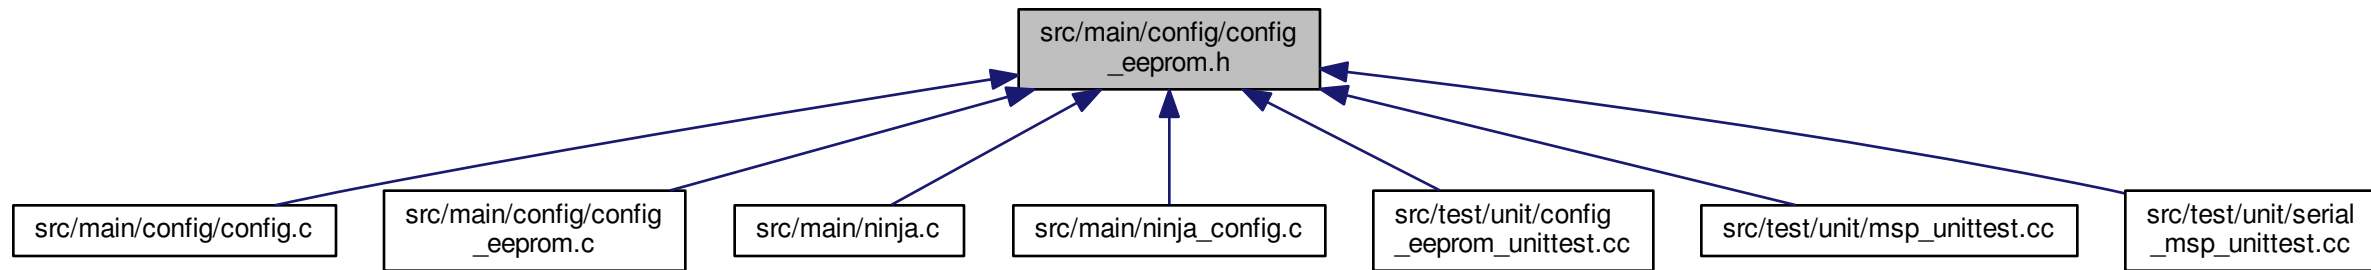 src/main/config/config
_eeprom.h
src/main/config/config.c
src/main/config/config
_eeprom.c
src/main/ninja.c
src/main/ninja_config.c
src/test/unit/config
_eeprom_unittest.cc
src/test/unit/msp_unittest.cc
src/test/unit/serial
_msp_unittest.cc